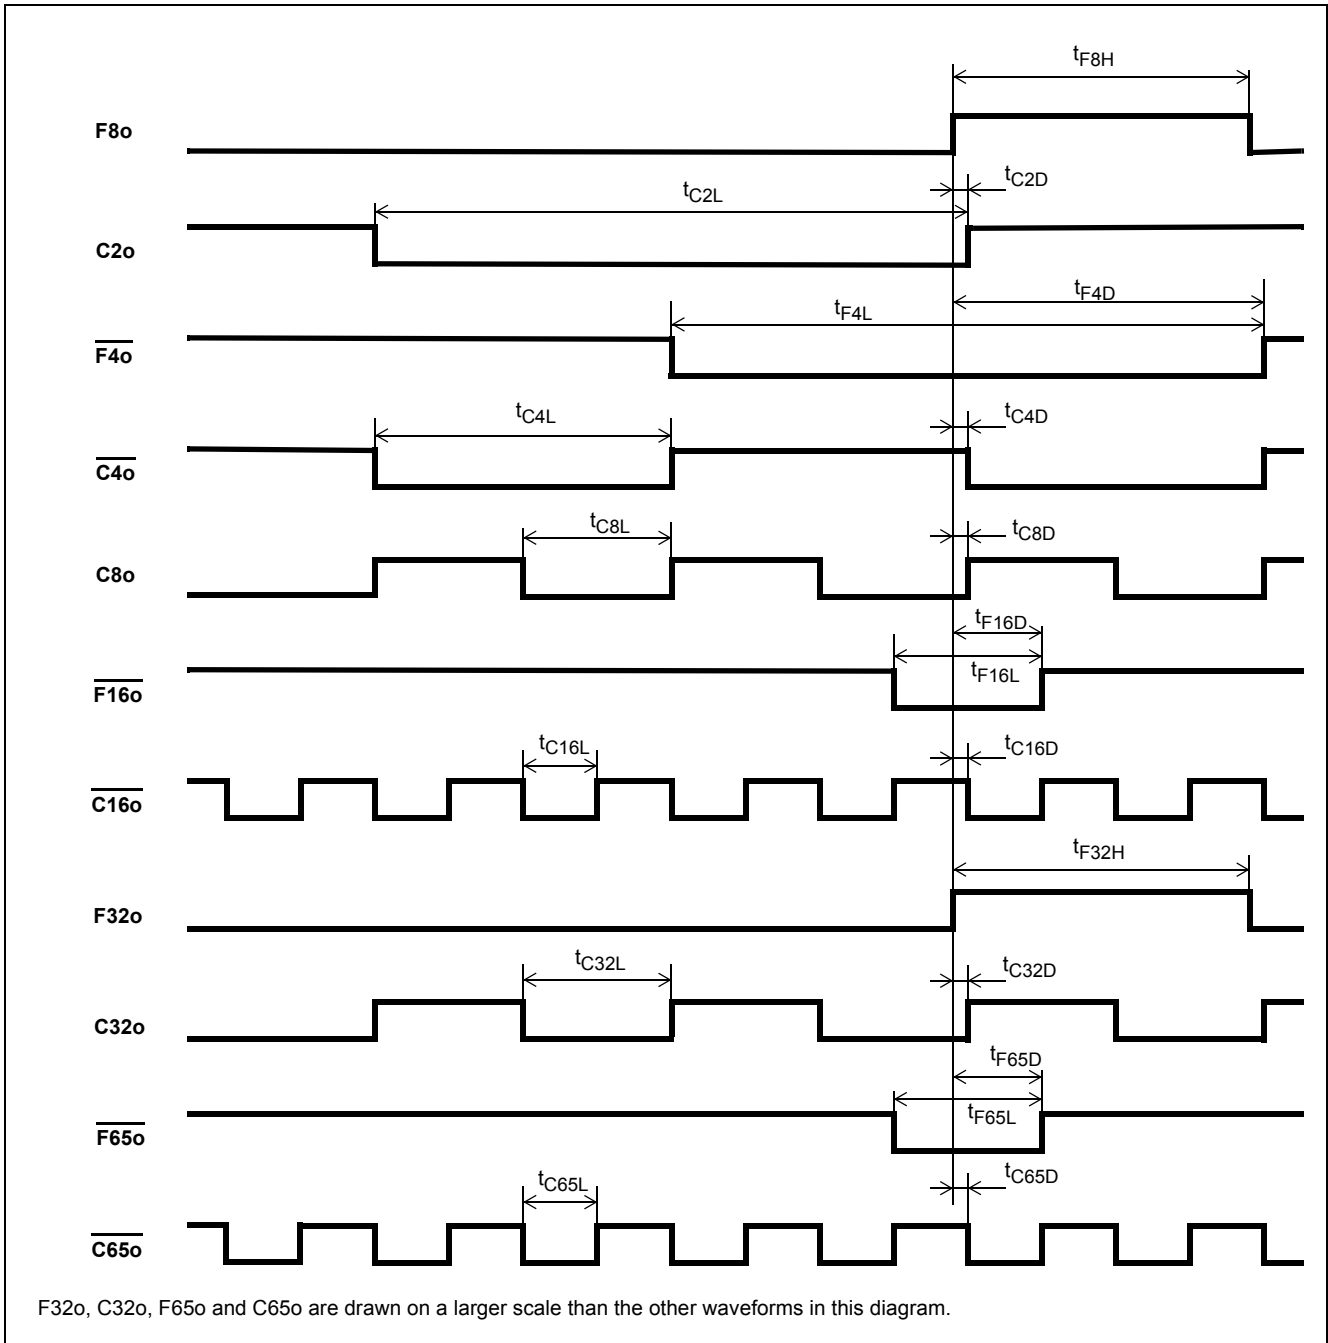 tF8H
F8o
tC2D
tC2L
C2o
tF4D
tF4L
F4o
tC4L
tC4D
C4o
tC8L
tC8D
C8o
tF16D
tF16L
F16o
tC16L
tC16D
C16o
tF32H
F32o
tC32L
tC32D
C32o
tF65D
tF65L
F65o
tC65L
tC65D
C65o
F32o, C32o, F65o and C65o are drawn on a larger scale than the other waveforms in this diagram.